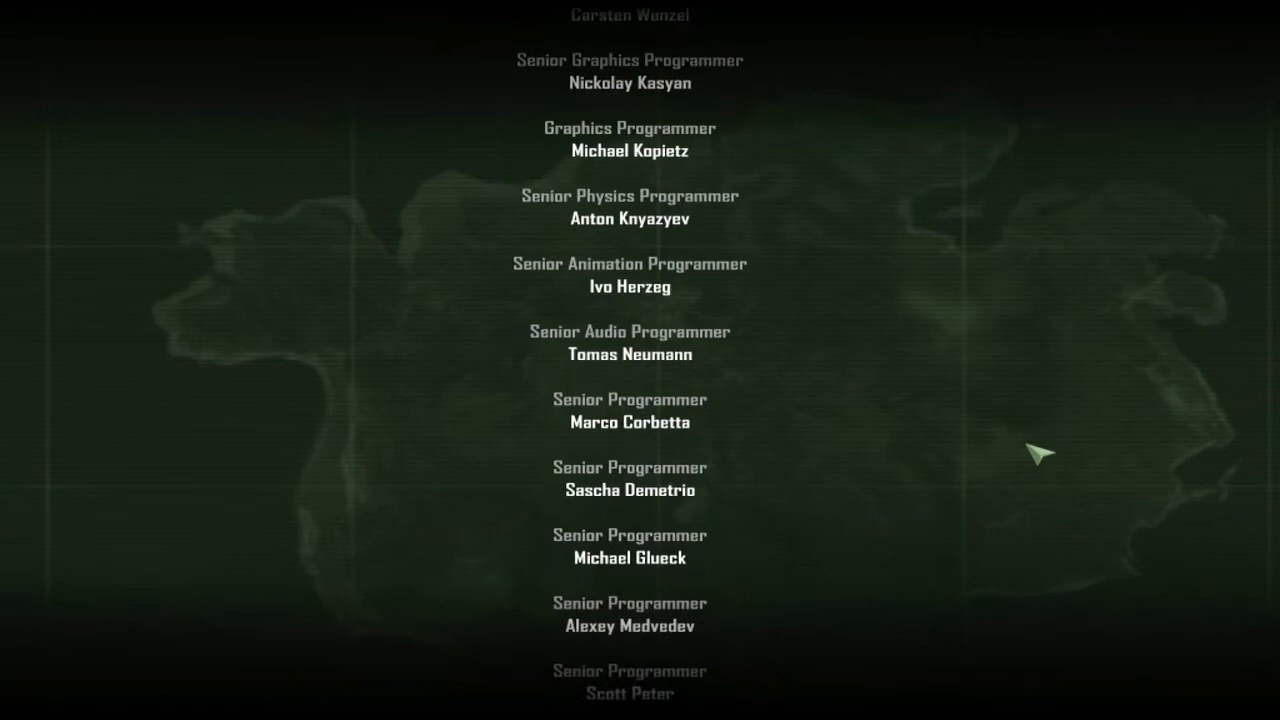 Carsten Wenzel
Senior Graphics Programmer
Nickolay Kasyan
Graphics Programmer
Michael Kopietz
Senior Physics Programmer
Anton Knyazyev
Senior Animation Programmer
Ivo Herzeg
Senior Audio Programmer
Tomas Neumann
Senior Programmer
Marco Corbetta
Senior Programmer
Sascha Demetrio
Senior Programmer
Michael Glueck
Senior Programmer
Alexey Medvedev
Senior Programmer
Scott Peter